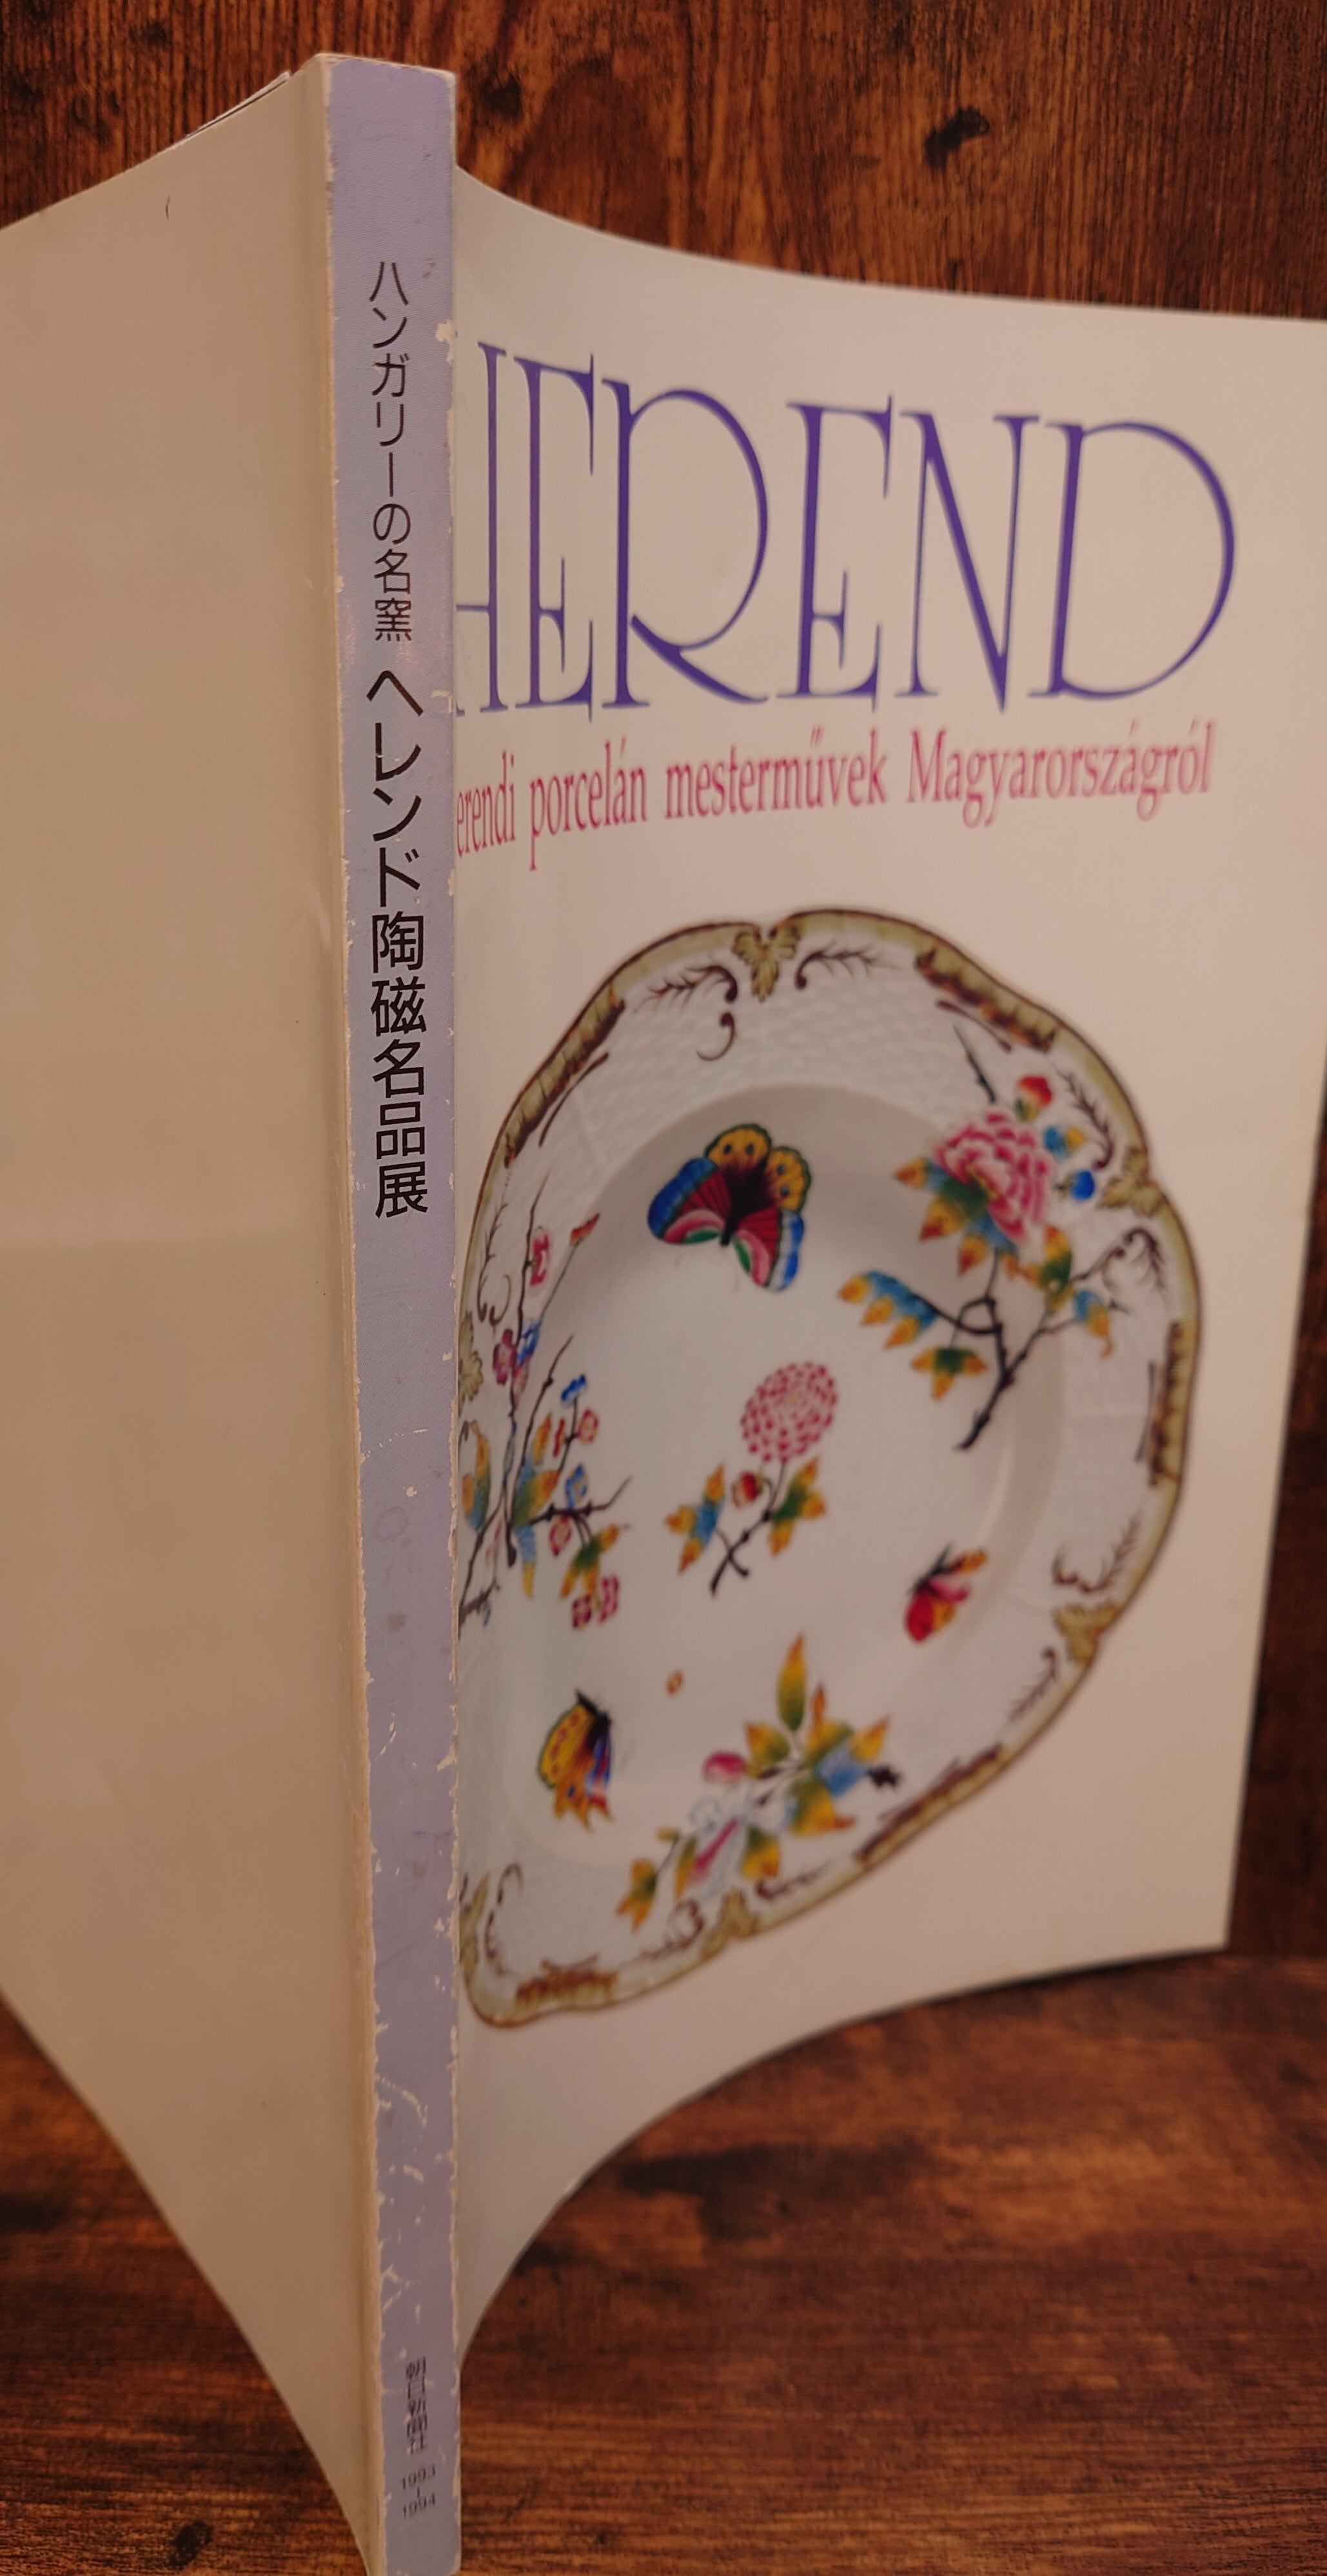 ハンガリーの名窯 ヘレンド陶磁名品展
朝日新聞社 1993-1994
HEREND
erendi porcelán mesterművek Magyarországról